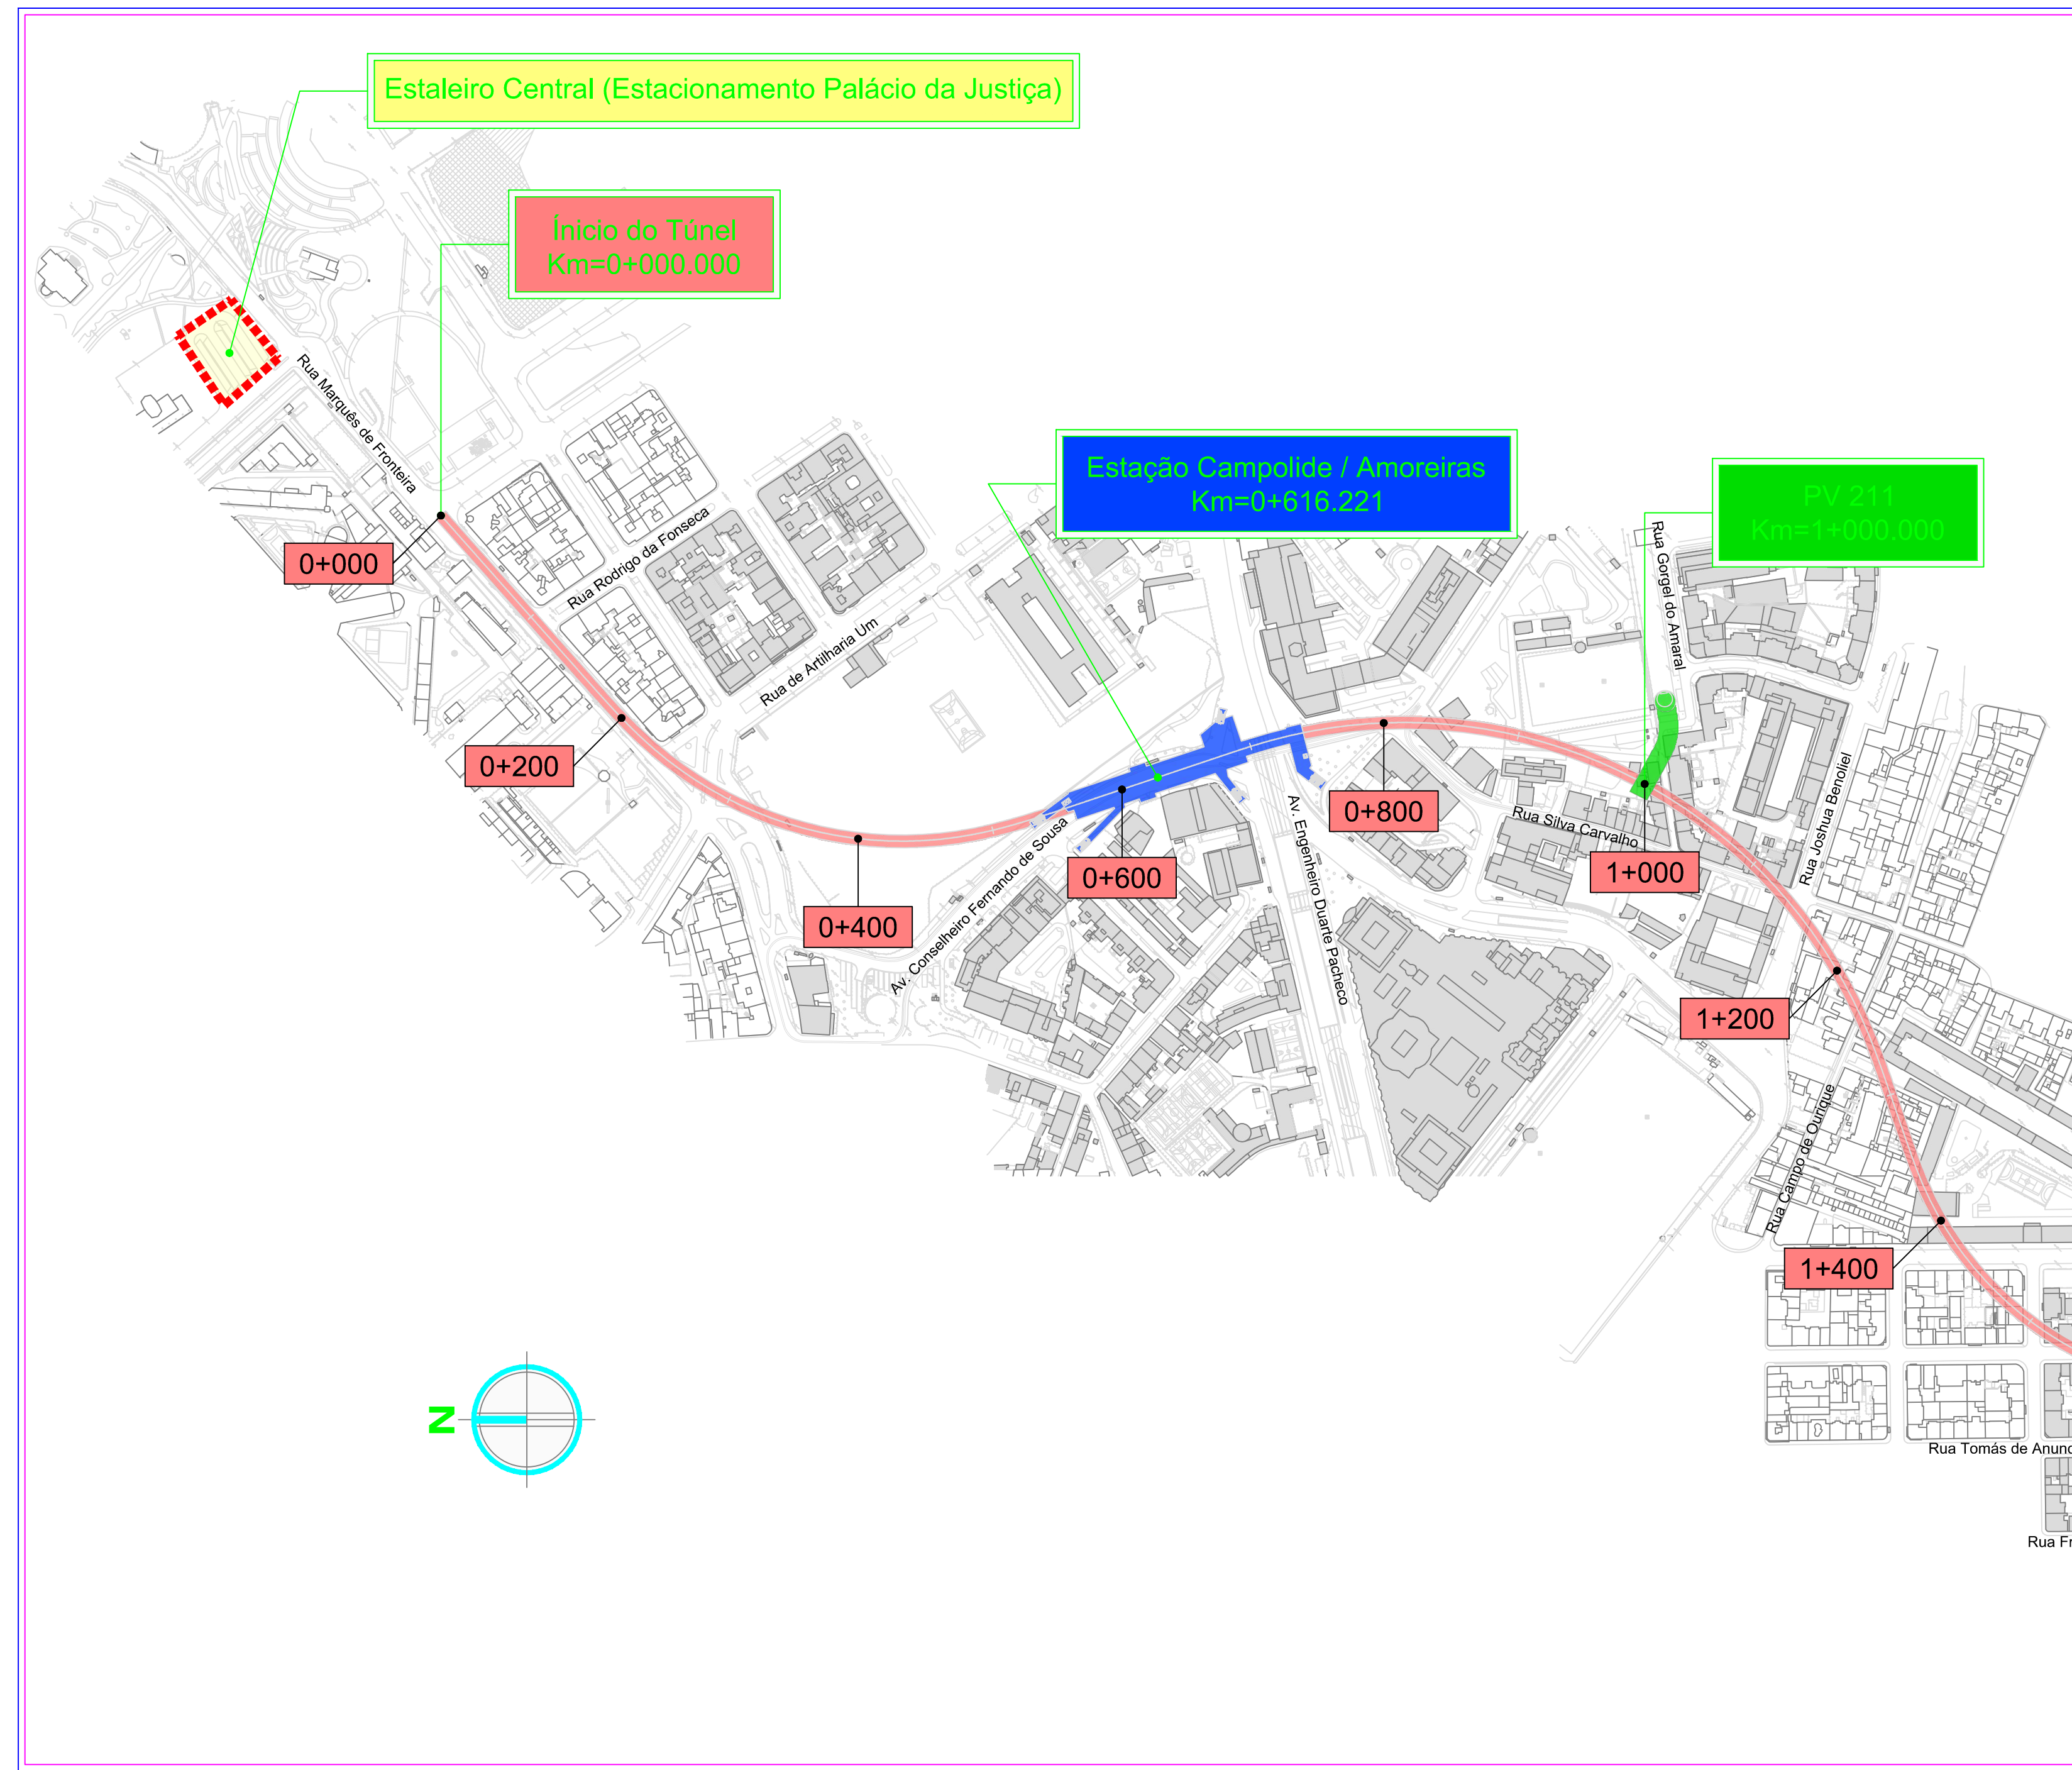 Estaleiro Central (Estacionamento Palácio da Justiça)
Ínicio do Túnel
Km=0+000.000
Rua Marquês de Fronteira
Estação Campolide / Amoreiras
Km=0+616.221
PV 211
Km=1+000.000
0+000
Rua Rodrigo da Fonseca
Rua de Artilharia Um
Rua Gorgel do Amaral
0+200
0+800
Rua Silva Carvalho
Rua Joshua Benoliel
0+600
1+000
0+400
Av. Conselheiro Fernando de Sousa
Av. Engenheiro Duarte Pacheco
1+200
Rua Campo de Ourique
1+400
N
Rua Tomás de
Rua